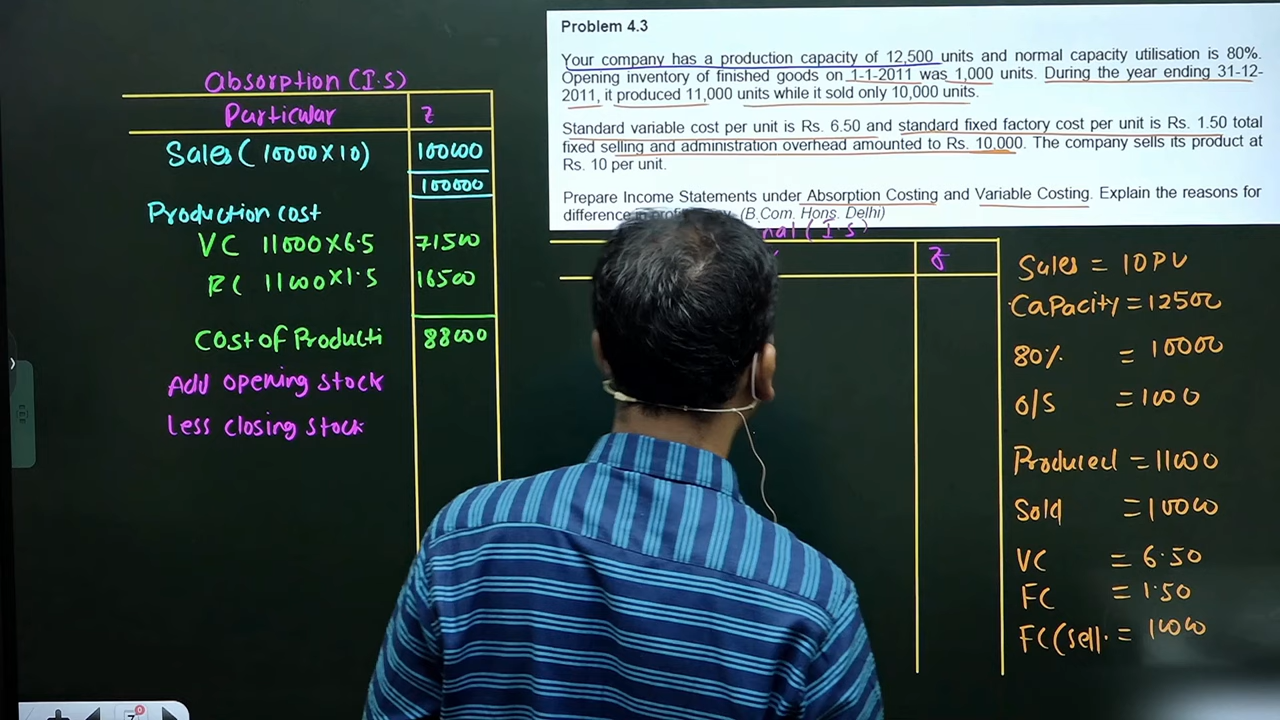 Problem 4.3
Your company has a production capacity of 12,500 units and normal capacity utilisation is 80%.
Opening inventory of finished goods on 1-1-2011 was 1,000 units. During the year ending 31-12-
2011, it produced 11,000 units while it sold only 10,000 units.
Standard variable cost per unit is Rs. 6.50 and standard fixed factory cost per unit is Rs. 1.50 total
fixed selling and administration overhead amounted to Rs. 10,000. The company sells its product at
Rs. 10 per unit.
Prepare Income Statements under Absorption Costing and Variable Costing. Explain the reasons for
difference (B.Com. Hons. Delhi)
Absorption (I.S)
Particular ₹
Sales (10000X10) 100000
100000
Production cost
VC 11000X6.5 71500
FC 11000X1.5 16500
Cost of Producti 88000
Add opening stock
Less closing stock
nal (I.S)
₹
Sales = 10 PU
Capacity = 12500
80% = 10000
O/S = 1000
Produced = 11000
Sold = 10000
VC = 6.50
FC = 1.50
FC (Sell. =